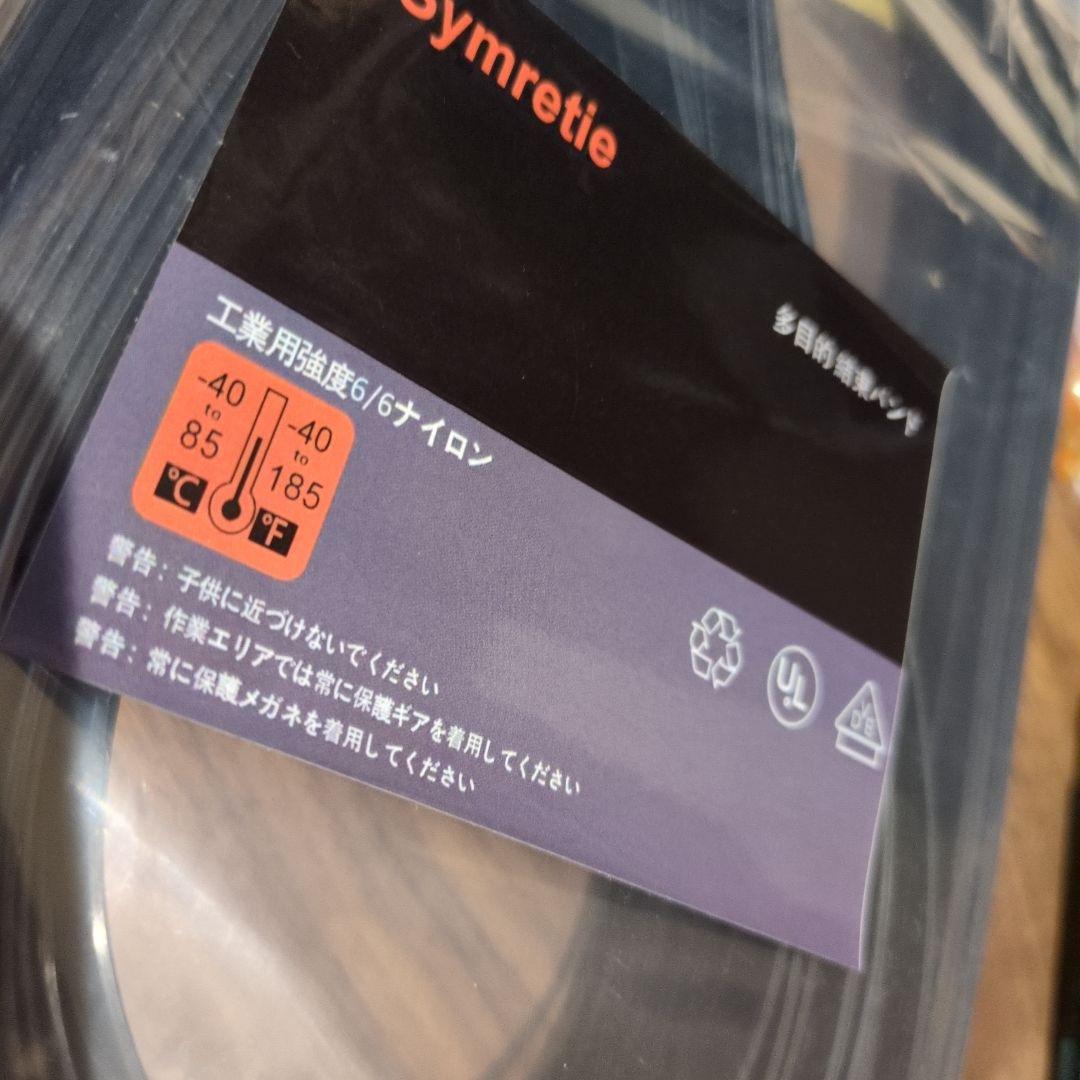 Symretie
多目的結束バンド
工業用強度6/6ナイロン
-40
to
85
°C
-40
to
185
°F
警告: 子供に近づけないでください
警告: 作業エリアでは常に保護ギアを着用してください
警告: 常に保護メガネを着用してください
UL
VDE